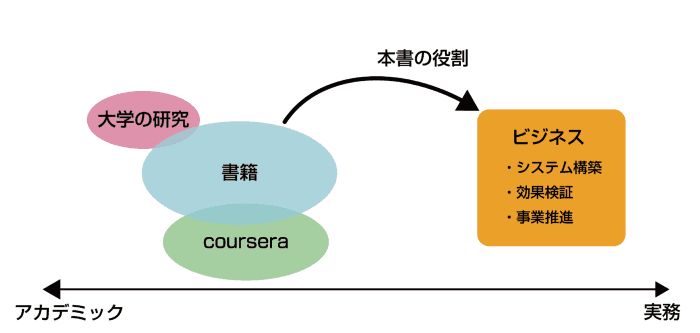 本書の役割
大学の研究
書籍
coursera
ビジネス
・システム構築
・効果検証
・事業推進
アカデミック
実務